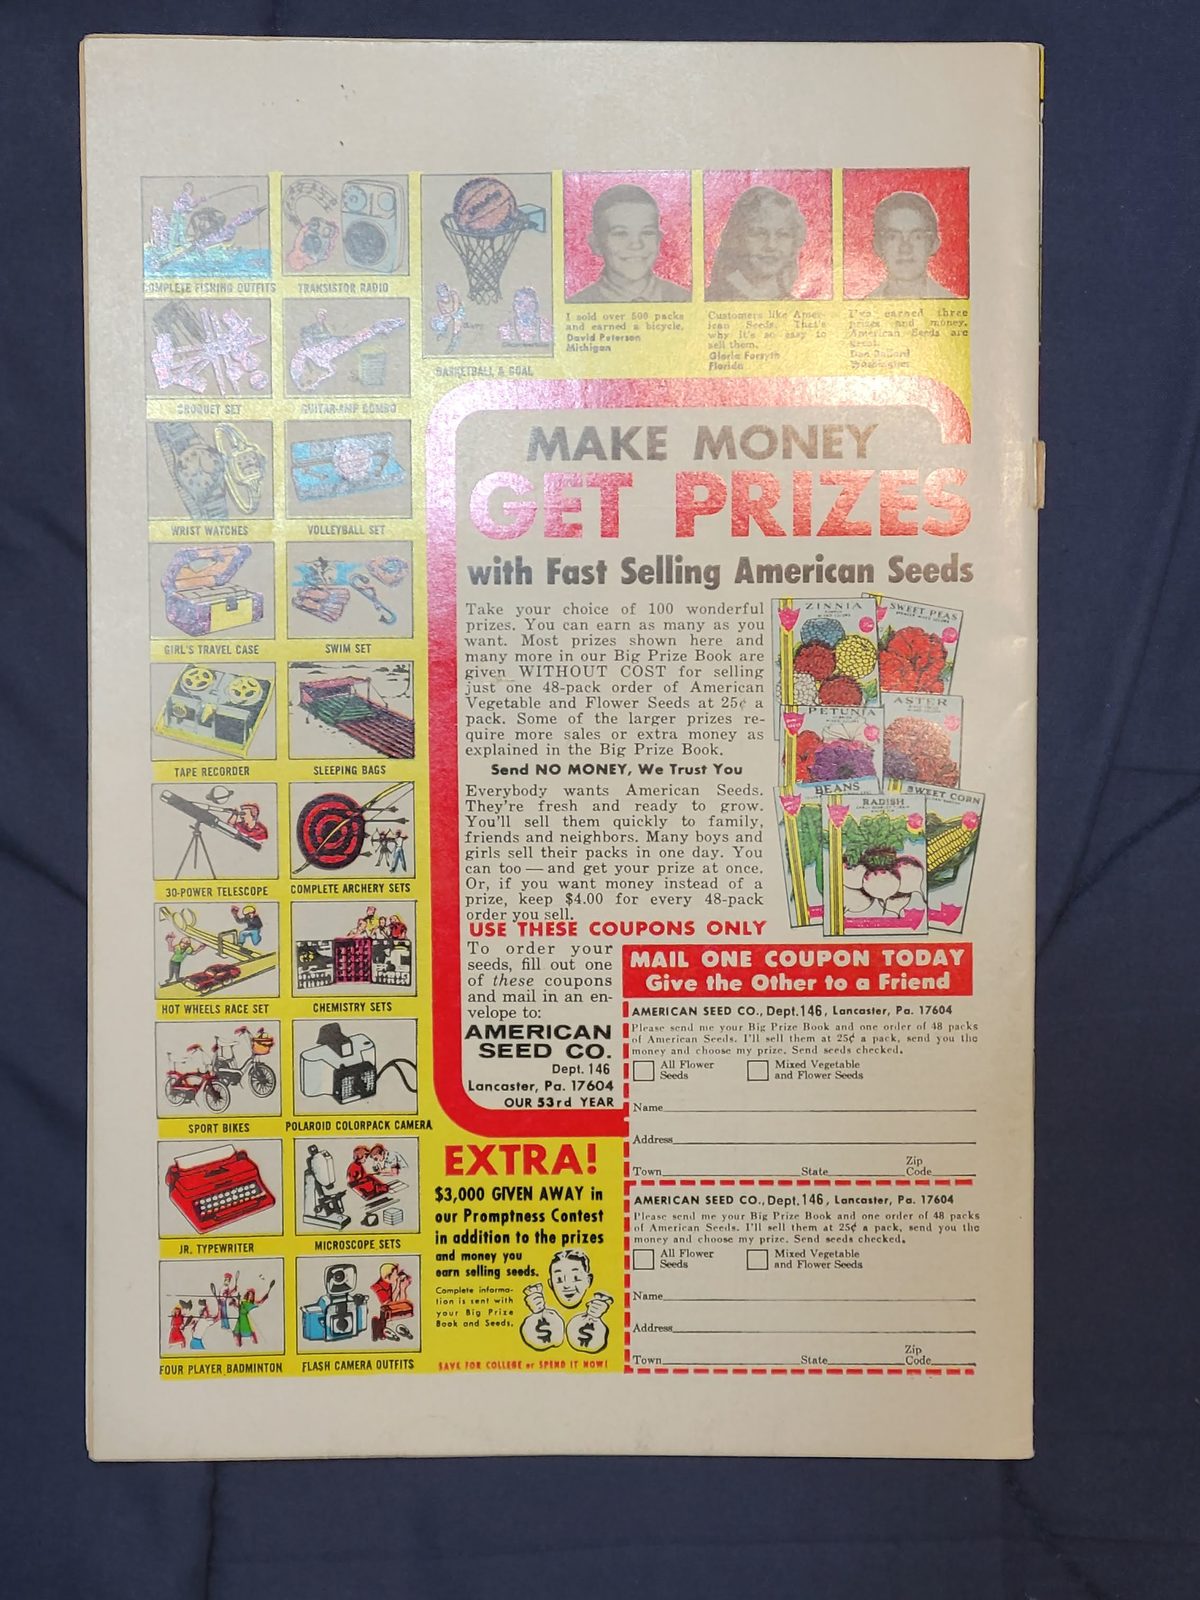 COMPLETE FISHING OUTFITS
TRANSISTOR RADIO
BASKETBALL & GOAL
CROQUET SET
GUITAR-AMP COMBO
WRIST WATCHES
VOLLEYBALL SET
GIRL'S TRAVEL CASE
SWIM SET
TAPE RECORDER
SLEEPING BAGS
30-POWER TELESCOPE
COMPLETE ARCHERY SETS
HOT WHEELS RACE SET
CHEMISTRY SETS
SPORT BIKES
POLAROID COLORPACK CAMERA
JR. TYPEWRITER
MICROSCOPE SETS
FOUR PLAYER BADMINTON
FLASH CAMERA OUTFITS
I sold over 500 packs
and earned a bicycle.
David Peterson
Michigan
Customers like Amer-
ican Seeds. That's
why it's so easy to
sell them.
Gloria Forsyth
Florida
I've earned three
prizes and money.
American Seeds are
great.
Dan
MAKE MONEY
GET PRIZES
with Fast Selling American Seeds
Take your choice of 100 wonderful
prizes. You can earn as many as you
want. Most prizes shown here and
many more in our Big Prize Book are
given WITHOUT COST for selling
just one 48-pack order of American
Vegetable and Flower Seeds at 25¢ a
pack. Some of the larger prizes re-
quire more sales or extra money as
explained in the Big Prize Book.
Send NO MONEY, We Trust You
Everybody wants American Seeds.
They're fresh and ready to grow.
You'll sell them quickly to family,
friends and neighbors. Many boys and
girls sell their packs in one day. You
can too — and get your prize at once.
Or, if you want money instead of a
prize, keep $4.00 for every 48-pack
order you sell.
ZINNIA
SWEET PEAS
PETUNIA
ASTER
BEANS
RADISH
SWEET CORN
USE THESE COUPONS ONLY
To order your
seeds, fill out one
of these coupons
and mail in an en-
velope to:
AMERICAN
SEED CO.
Dept. 146
Lancaster, Pa. 17604
OUR 53rd YEAR
MAIL ONE COUPON TODAY
Give the Other to a Friend
AMERICAN SEED CO., Dept. 146, Lancaster, Pa. 17604
Please send me your Big Prize Book and one order of 48 packs
of American Seeds. I'll sell them at 25¢ a pack, send you the
money and choose my prize. Send seeds checked.
All Flower
Seeds
Mixed Vegetable
and Flower Seeds
Name
Address
Town State Zip Code
AMERICAN SEED CO., Dept. 146, Lancaster, Pa. 17604
Please send me your Big Prize Book and one order of 48 packs
of American Seeds. I'll sell them at 25¢ a pack, send you the
money and choose my prize. Send seeds checked.
All Flower
Seeds
Mixed Vegetable
and Flower Seeds
Name
Address
Town State Zip Code
EXTRA!
$3,000 GIVEN AWAY in
our Promptness Contest
in addition to the prizes
and money you
earn selling seeds.
Complete informa-
tion is sent with
your Big Prize
Book and Seeds.
$ $
SAVE FOR COLLEGE or SPEND IT NOW!